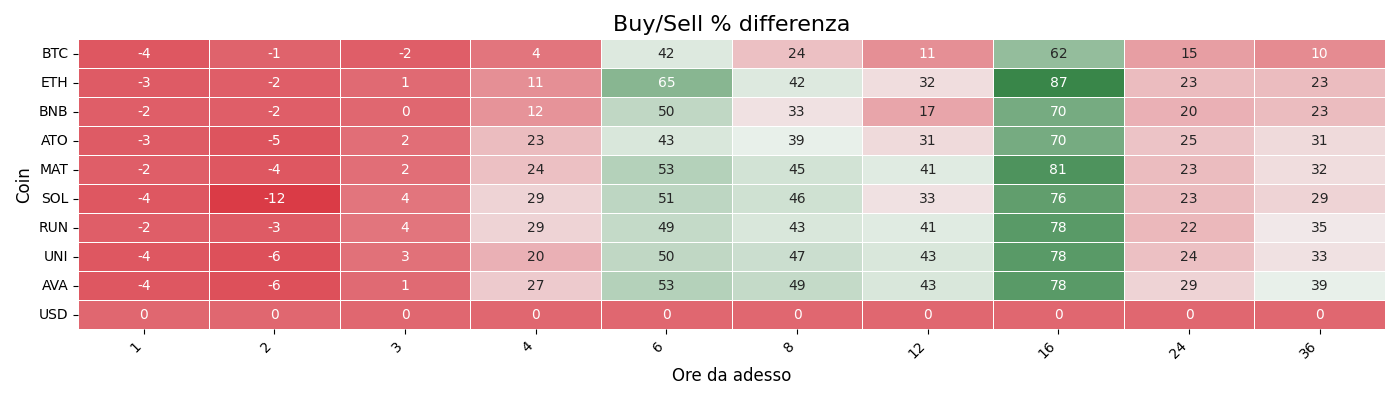 Buy/Sell % differenza
Coin
BTC -4 -1 -2 4 42 24 11 62 15 10
ETH -3 -2 1 11 65 42 32 87 23 23
BNB -2 -2 0 12 50 33 17 70 20 23
ATO -3 -5 2 23 43 39 31 70 25 31
MAT -2 -4 2 24 53 45 41 81 23 32
SOL -4 -12 4 29 51 46 33 76 23 29
RUN -2 -3 4 29 49 43 41 78 22 35
UNI -4 -6 3 20 50 47 43 78 24 33
AVA -4 -6 1 27 53 49 43 78 29 39
USD 0 0 0 0 0 0 0 0 0 0
1 2 3 4 6 8 12 16 24 36
Ore da adesso